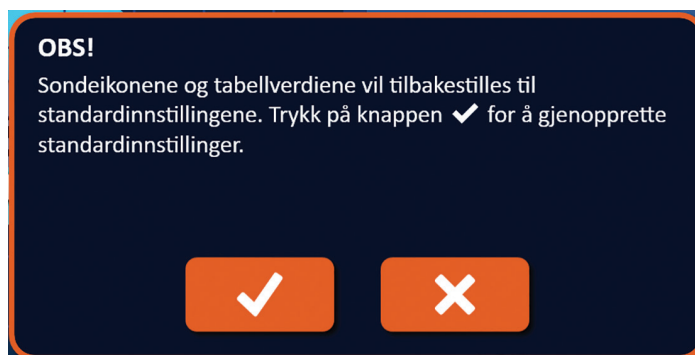 OBS!
Sondeikonene og tabellverdiene vil tilbakestilles til
standardinnstillingene. Trykk på knappen ✔ for å gjenopprette
standardinnstillinger.